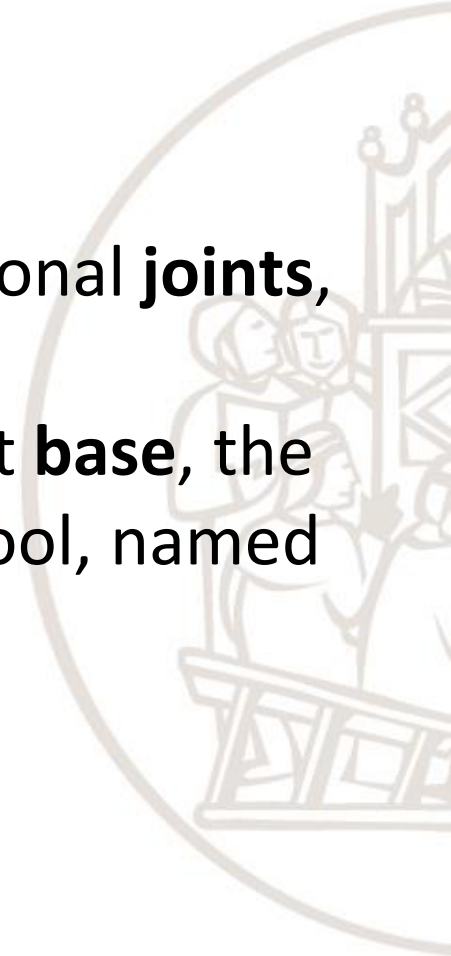 onal joints,
t base, the
ool, named